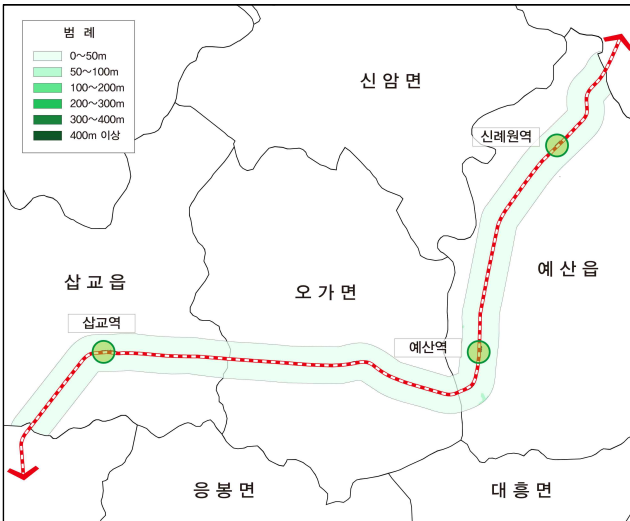 범 례
0~50m
50~100m
100~200m
200~300m
300~400m
400m 이상
신암면
신례원역
예산읍
삽교읍
오가면
삽교역
예산역
응봉면
대흥면